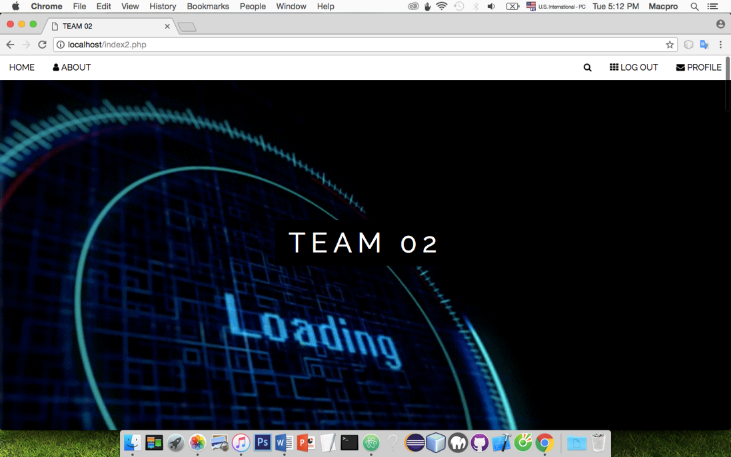 Chrome File Edit View History Bookmarks People Window Help U.S. International - PC Tue 5:12 PM Macpro
TEAM 02
localhost/index2.php
HOME ABOUT LOG OUT PROFILE
TEAM 02
Loading